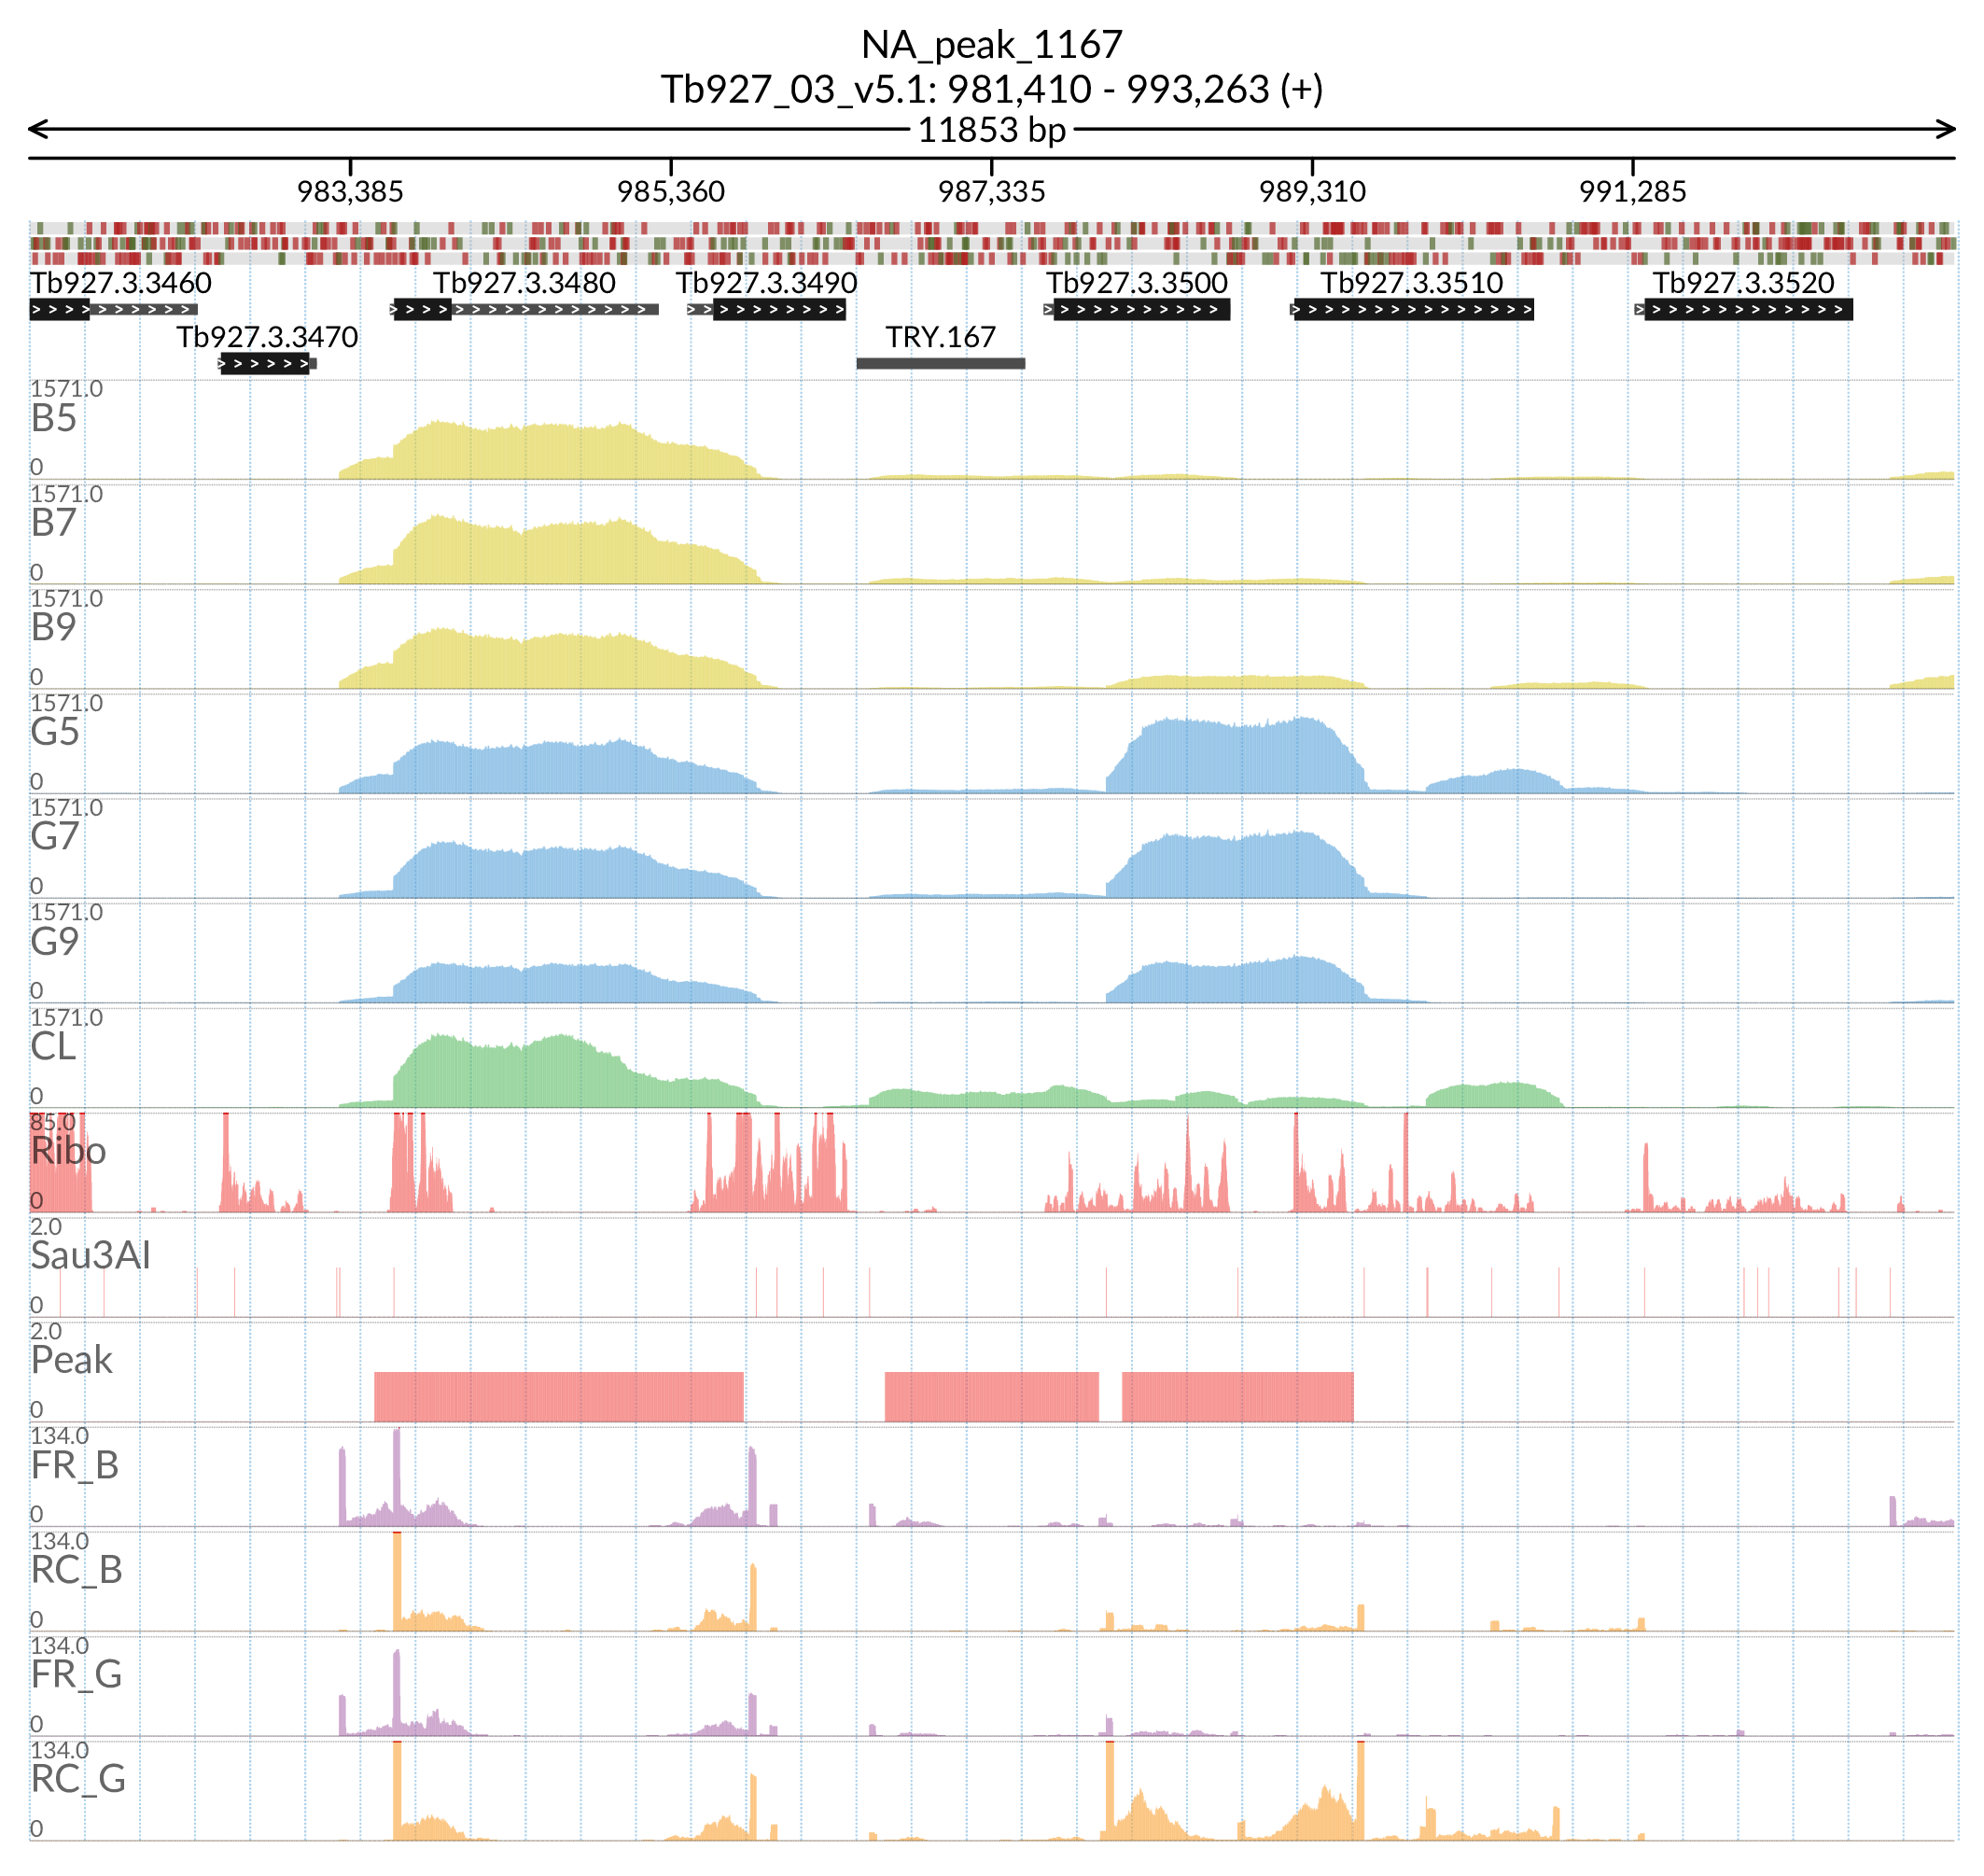 NA_peak_1167
Tb927_03_v5.1: 981,410 - 993,263 (+)
11853 bp
983,385 985,360 987,335 989,310 991,285
Tb927.3.3460 Tb927.3.3480 Tb927.3.3490 Tb927.3.3500 Tb927.3.3510 Tb927.3.3520
Tb927.3.3470 TRY.167
1571.0
B5
0
1571.0
B7
0
1571.0
B9
0
1571.0
G5
0
1571.0
G7
0
1571.0
G9
0
1571.0
CL
0
85.0
Ribo
0
2.0
Sau3AI
0
2.0
Peak
0
134.0
FR_B
0
134.0
RC_B
0
134.0
FR_G
0
134.0
RC_G
0